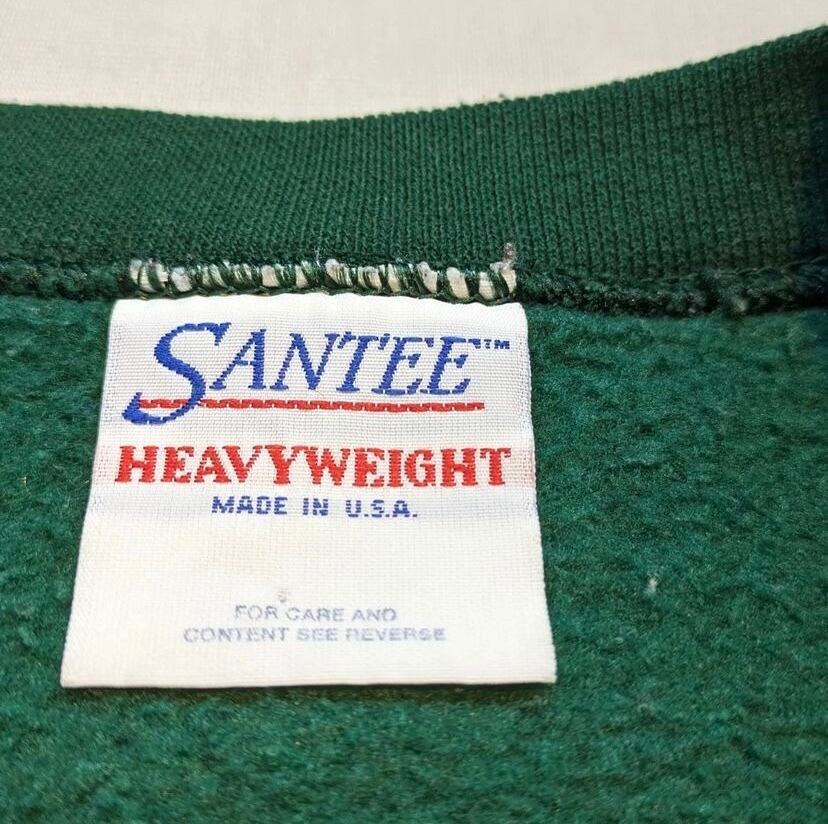 SANTEE™
HEAVYWEIGHT
MADE IN U.S.A.
FOR CARE AND
CONTENT SEE REVERSE